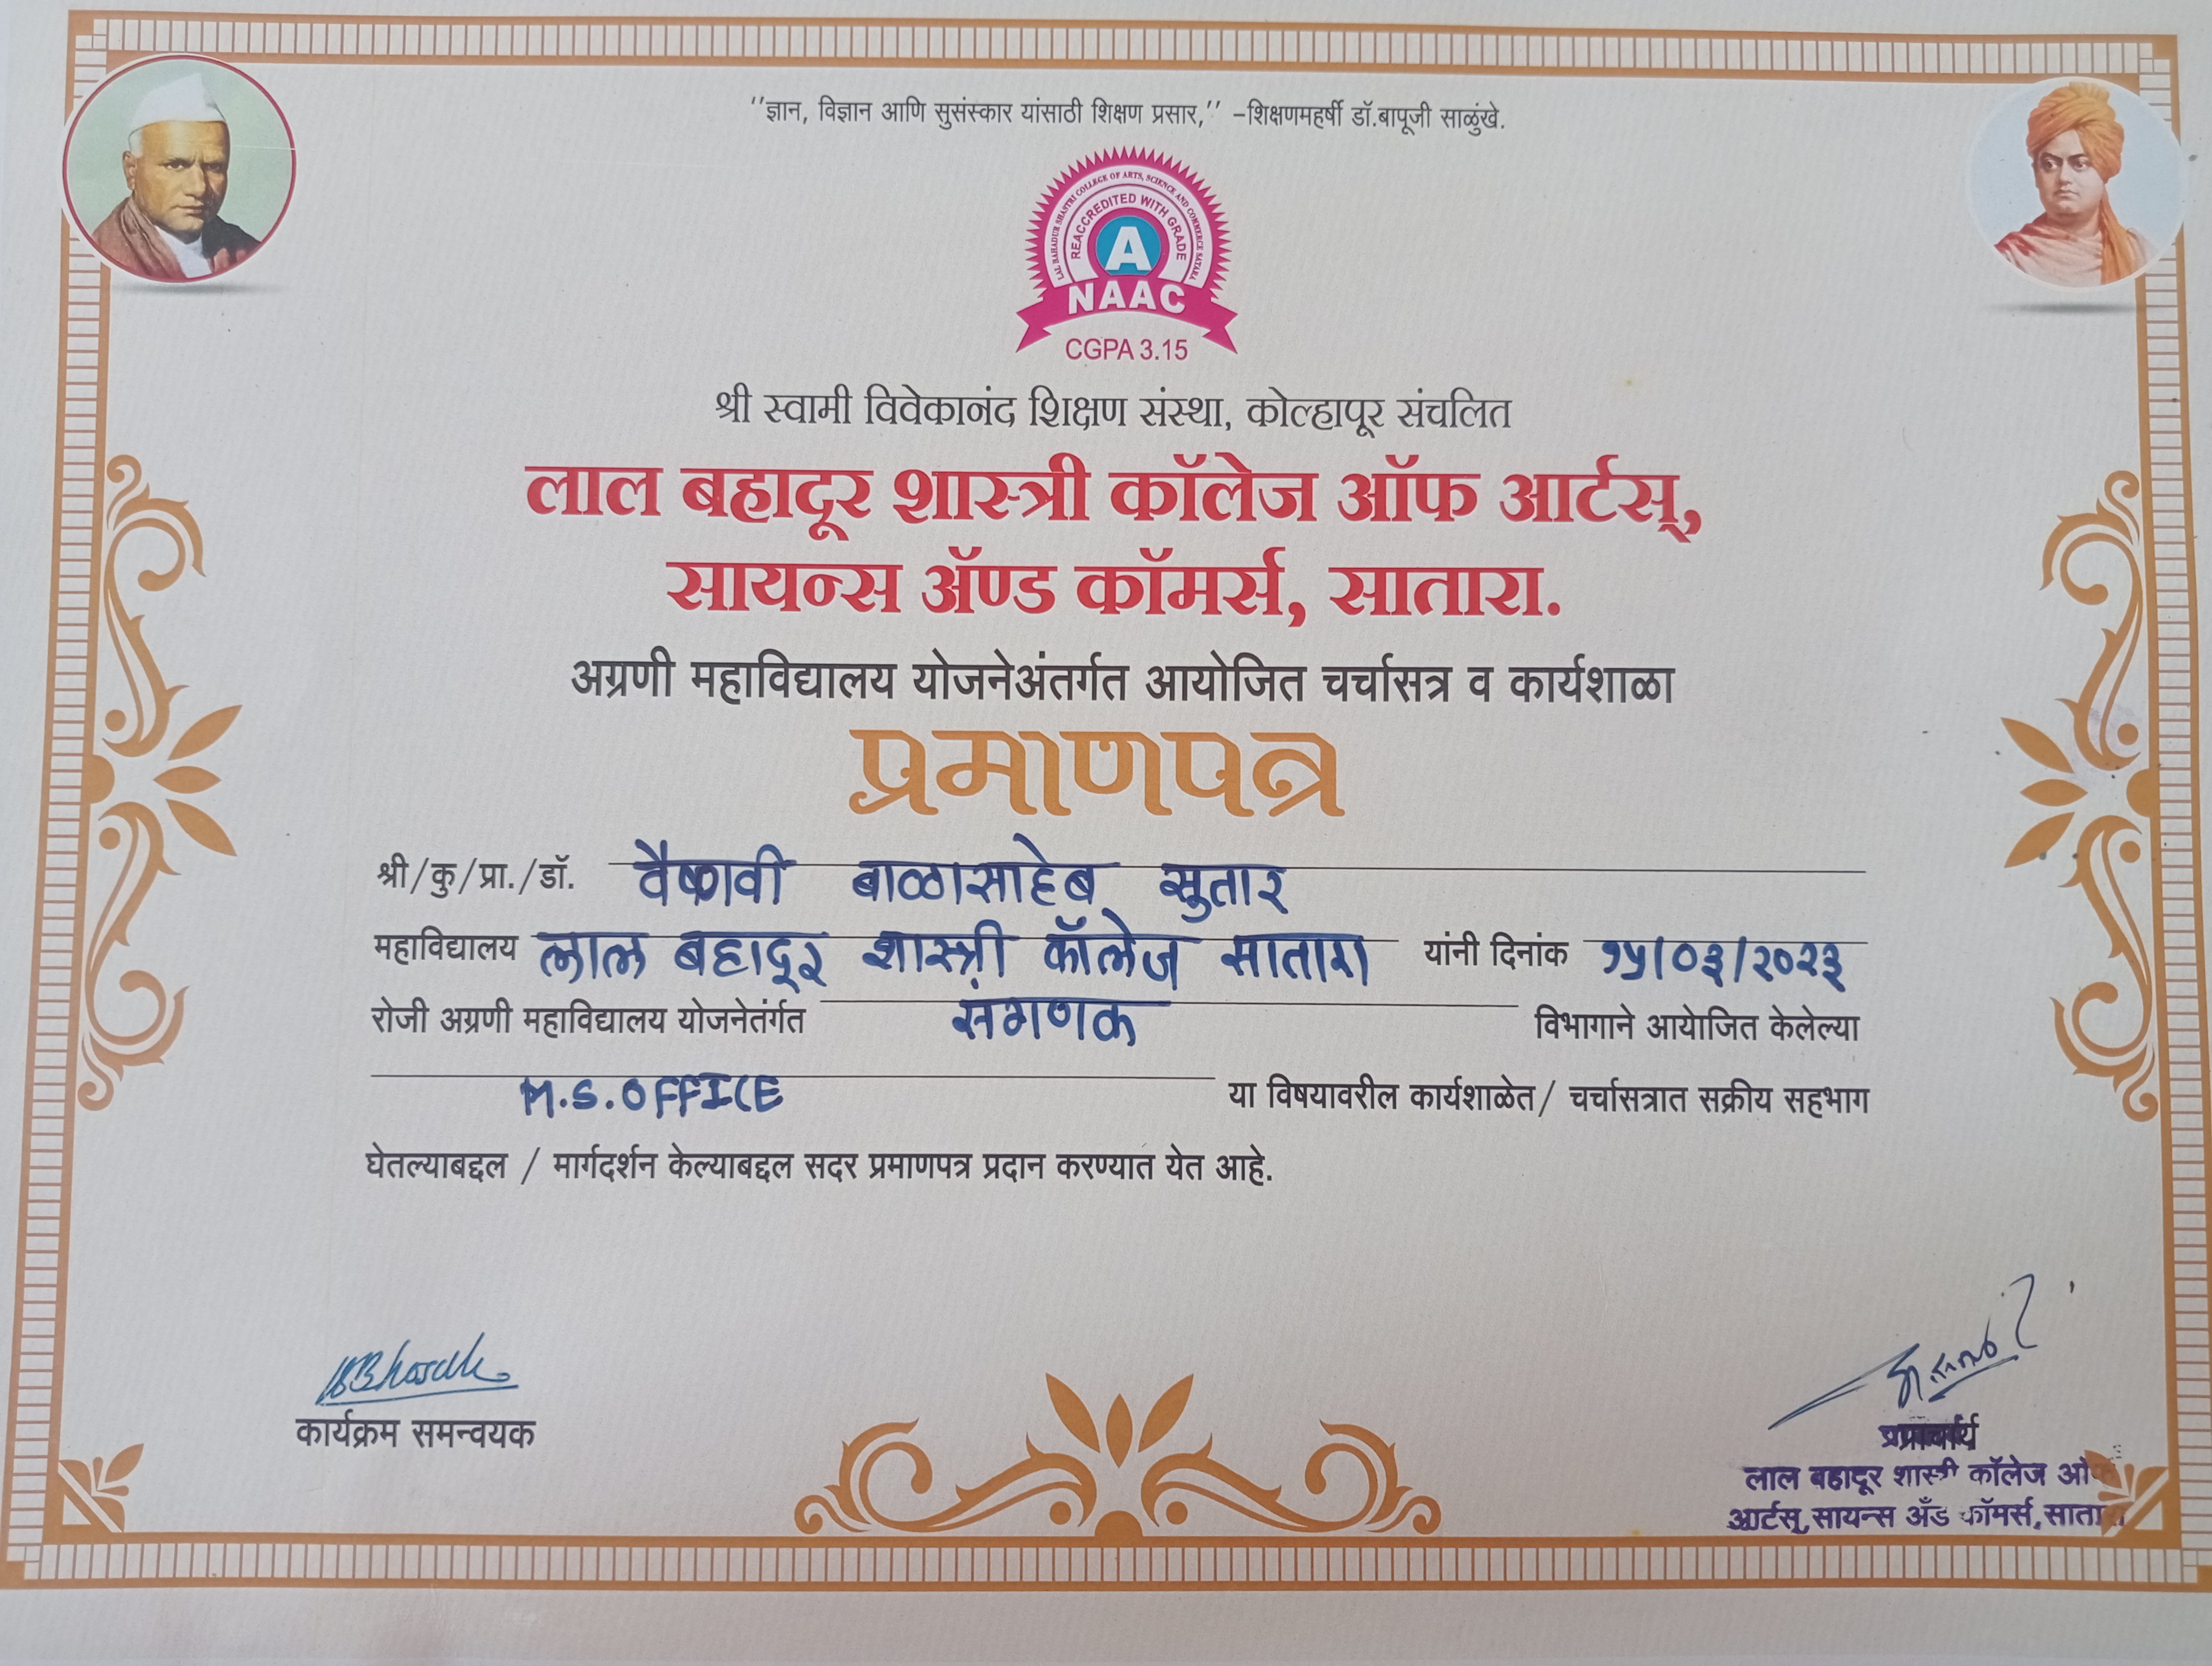 "ज्ञान, विज्ञान आणि सुसंस्कार यांसाठी शिक्षण प्रसार," -शिक्षणमहर्षी डॉ.बापूजी साळुंखे.
LAL BAHADUR SHASTRI COLLEGE OF ARTS, SCIENCE AND COMMERCE SATARA
REACCREDITED WITH GRADE
A
NAAC
CGPA 3.15
श्री स्वामी विवेकानंद शिक्षण संस्था, कोल्हापूर संचलित
लाल बहादूर शास्त्री कॉलेज ऑफ आर्टस्,
सायन्स ॲण्ड कॉमर्स, सातारा.
अग्रणी महाविद्यालय योजनेअंतर्गत आयोजित चर्चासत्र व कार्यशाळा
प्रमाणपत्र
श्री/कु/प्रा./डॉ. वैष्णवी बाळासाहेब सुतार
महाविद्यालय लाल बहादूर शास्त्री कॉलेज सातारा यांनी दिनांक १५/०३/२०२३
रोजी अग्रणी महाविद्यालय योजनेतंर्गत संगणक विभागाने आयोजित केलेल्या
M.S.OFFICE या विषयावरील कार्यशाळेत/ चर्चासत्रात सक्रीय सहभाग
घेतल्याबद्दल / मार्गदर्शन केल्याबद्दल सदर प्रमाणपत्र प्रदान करण्यात येत आहे.
कार्यक्रम समन्वयक
प्राचार्य
लाल बहादूर शास्त्री कॉलेज ऑफ
आर्टस्,सायन्स अँड कॉमर्स,सातारा